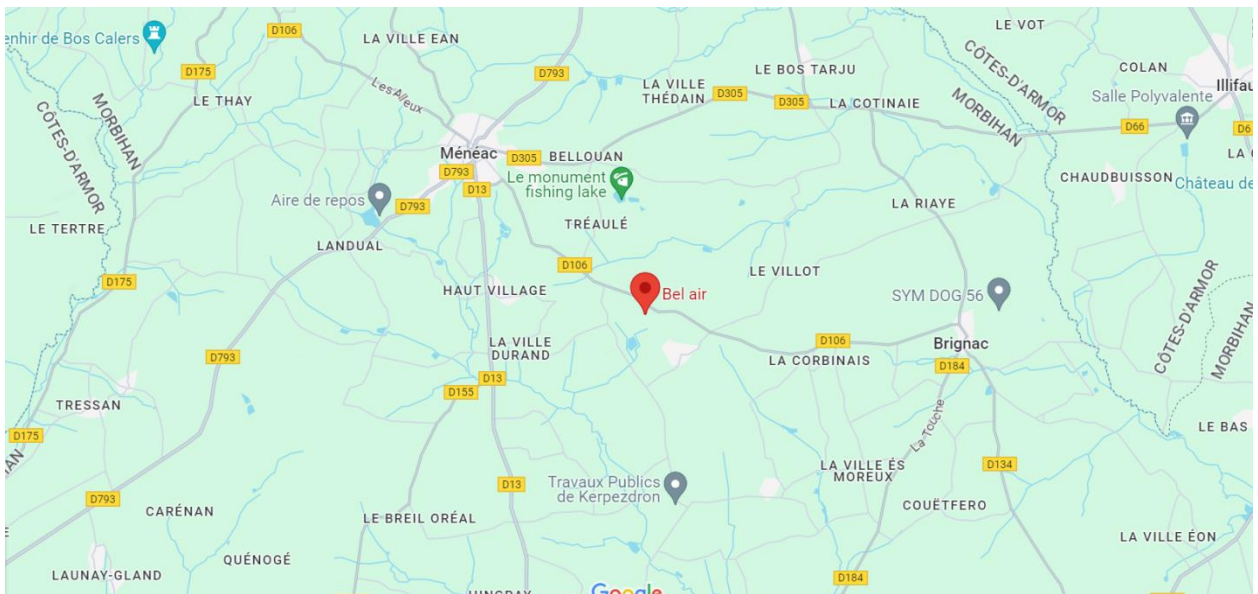 LE VOT
enhir de Bos Calers
D106
LA VILLE EAN
D175
D793
LE BOS TARJU
CÔTES-D'ARMOR
MORBIHAN
COLAN
Illifau
Salle Polyvalente
LE THAY
Les Alleux
LA VILLE
THÉDAIN
D305
D305
LA COTINAIE
D66
D6
CÔTES-D'ARMOR
MORBIHAN
Ménéac
D305
BELLOUAN
D793
D13
Le monument
fishing lake
CHAUDBUISSON
Château de
Aire de repos
D793
LA RIAYE
LE TERTRE
LANDUAL
TRÉAULÉ
D175
D106
LE VILLOT
HAUT VILLAGE
Bel air
SYM DOG 56
CÔTES-D'ARMOR
MORBIHAN
LA VILLE
DURAND
D106
LA CORBINAIS
Brignac
D793
D184
D13
D155
TRESSAN
D175
La Touche
LE BAS
LA VILLE ÉS
MOREUX
D134
Travaux Publics
de Kerpezdron
D13
D793
CARÉNAN
LE BREIL ORÉAL
COUËTFERO
LA VILLE ÉON
QUÉNOGÉ
LAUNAY-GLAND
D184
Google